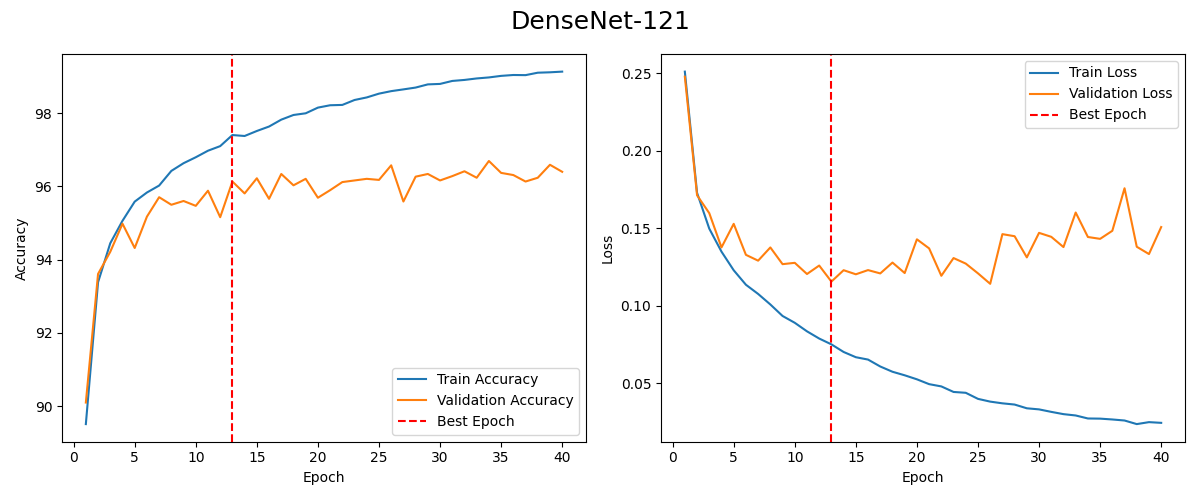 DenseNet-121
98
96
94
92
90
Accuracy
0
5
10
15
20
25
30
35
40
Epoch
Train Accuracy
Validation Accuracy
Best Epoch
0.25
0.20
0.15
0.10
0.05
Loss
0
5
10
15
20
25
30
35
40
Epoch
Train Loss
Validation Loss
Best Epoch